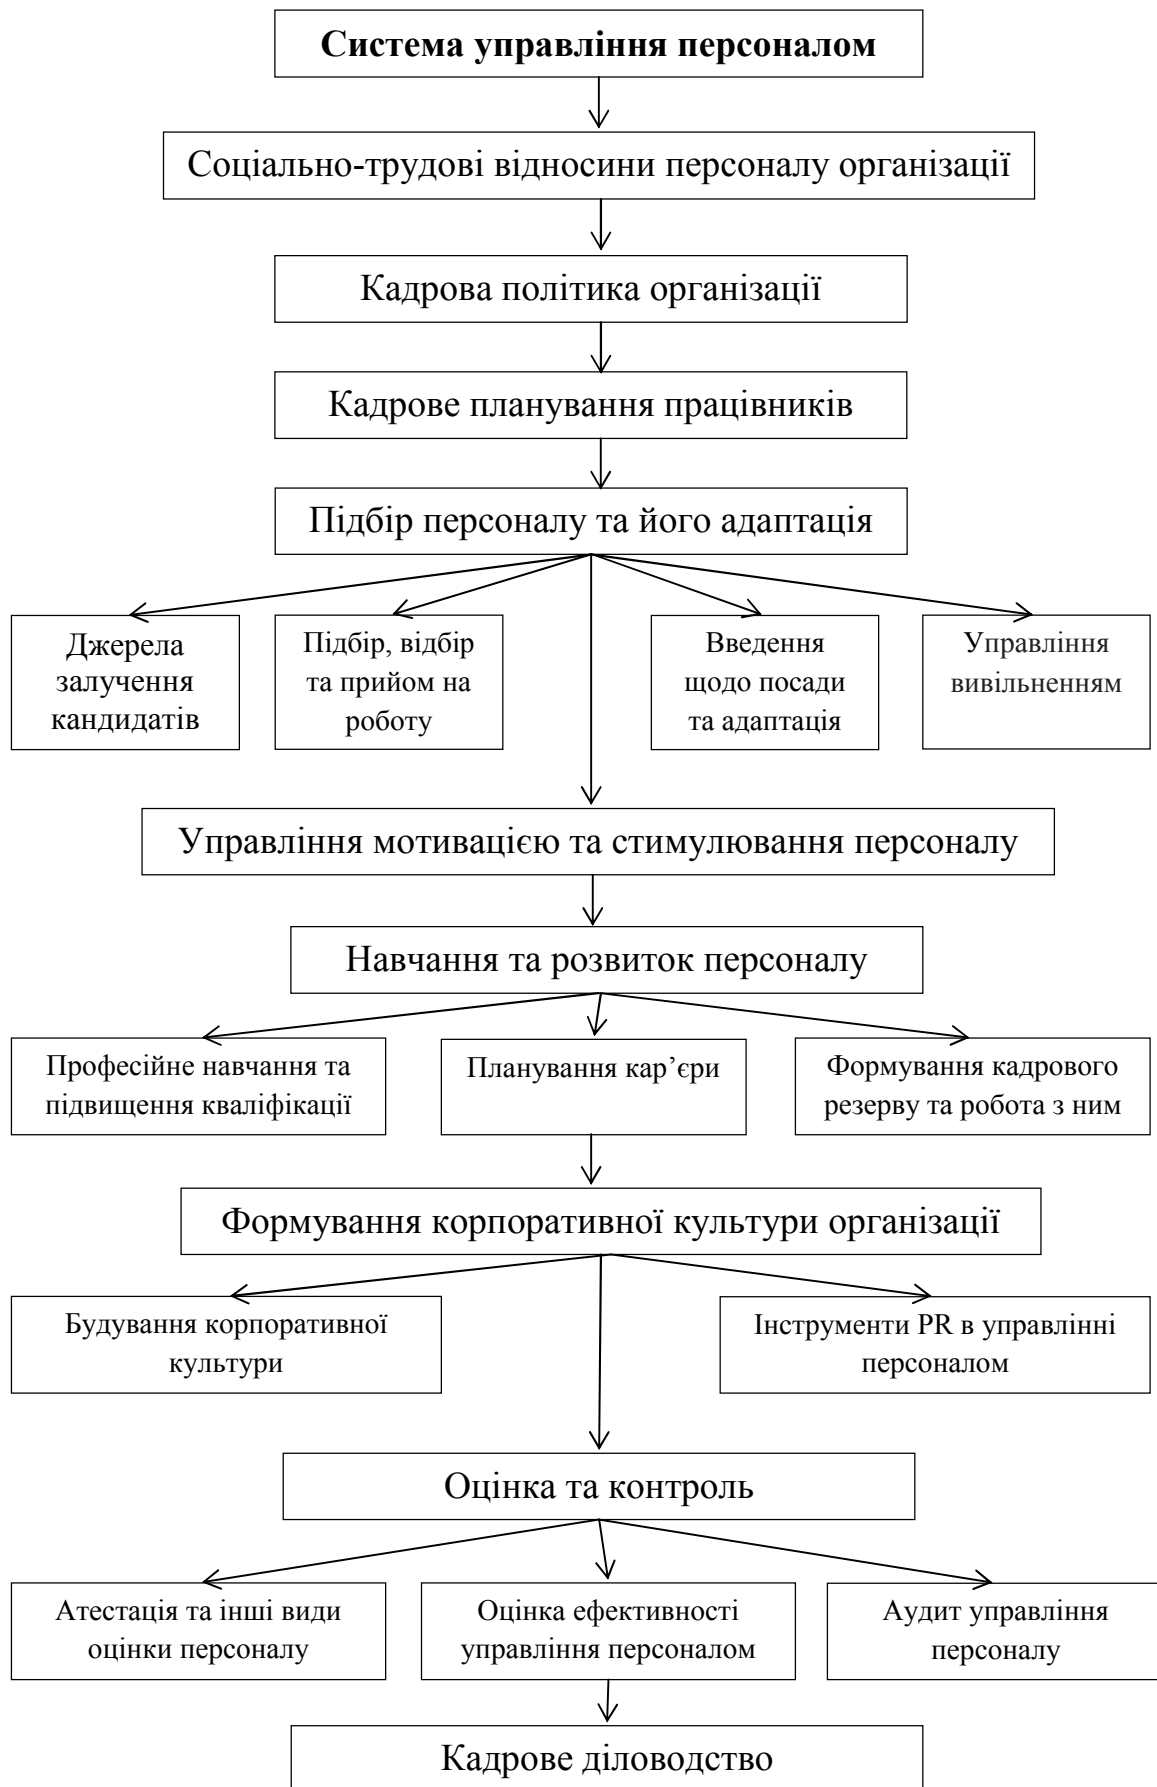 Система управління персоналом
Соціально-трудові відносини персоналу організації
Кадрова політика організації
Кадрове планування працівників
Підбір персоналу та його адаптація
Джерела
залучення
кандидатів
Підбір, відбір
та прийом на
роботу
Введення
щодо посади
та адаптація
Управління
вивільненням
Управління мотивацією та стимулювання персоналу
Навчання та розвиток персоналу
Професійне навчання та
підвищення кваліфікації
Планування кар’єри
Формування кадрового
резерву та робота з ним
Формування корпоративної культури організації
Будування корпоративної
культури
Інструменти PR в управлінні
персоналом
Оцінка та контроль
Атестація та інші види
оцінки персоналу
Оцінка ефективності
управління персоналом
Аудит управління
персоналу
Кадрове діловодство